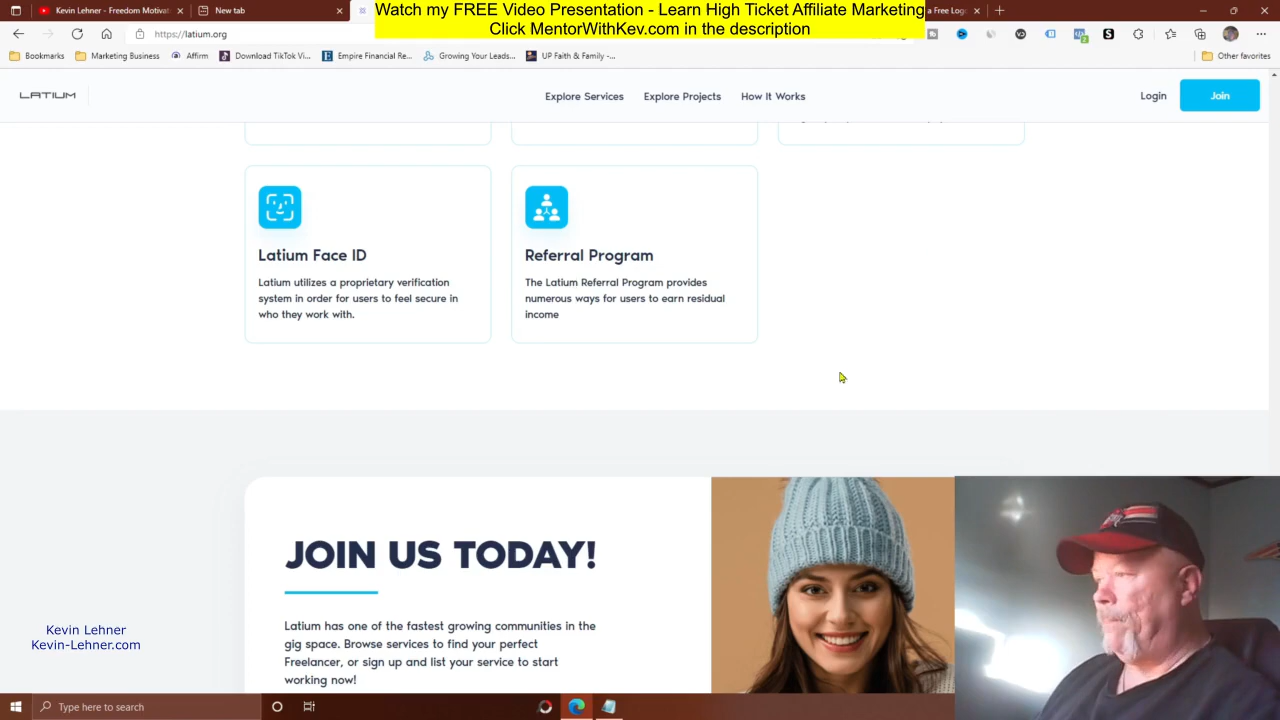 Watch my FREE Video Presentation - Learn High Ticket Affiliate Marketing
Click MentorWithKev.com in the description
Kevin Lehner - Freedom Motivat
New tab
a Free Logo
https://latium.org
Bookmarks
Marketing Business
Affirm
Download TikTok Vi...
Empire Financial Re...
Growing Your Leads...
UP Faith & Family -...
Other favorites
LATIUM
Explore Services
Explore Projects
How It Works
Login
Join
Latium Face ID
Latium utilizes a proprietary verification
system in order for users to feel secure in
who they work with.
Referral Program
The Latium Referral Program provides
numerous ways for users to earn residual
income
JOIN US TODAY!
Latium has one of the fastest growing communities in the
gig space. Browse services to find your perfect
Freelancer, or sign up and list your service to start
working now!
Kevin Lehner
Kevin-Lehner.com
Type here to search